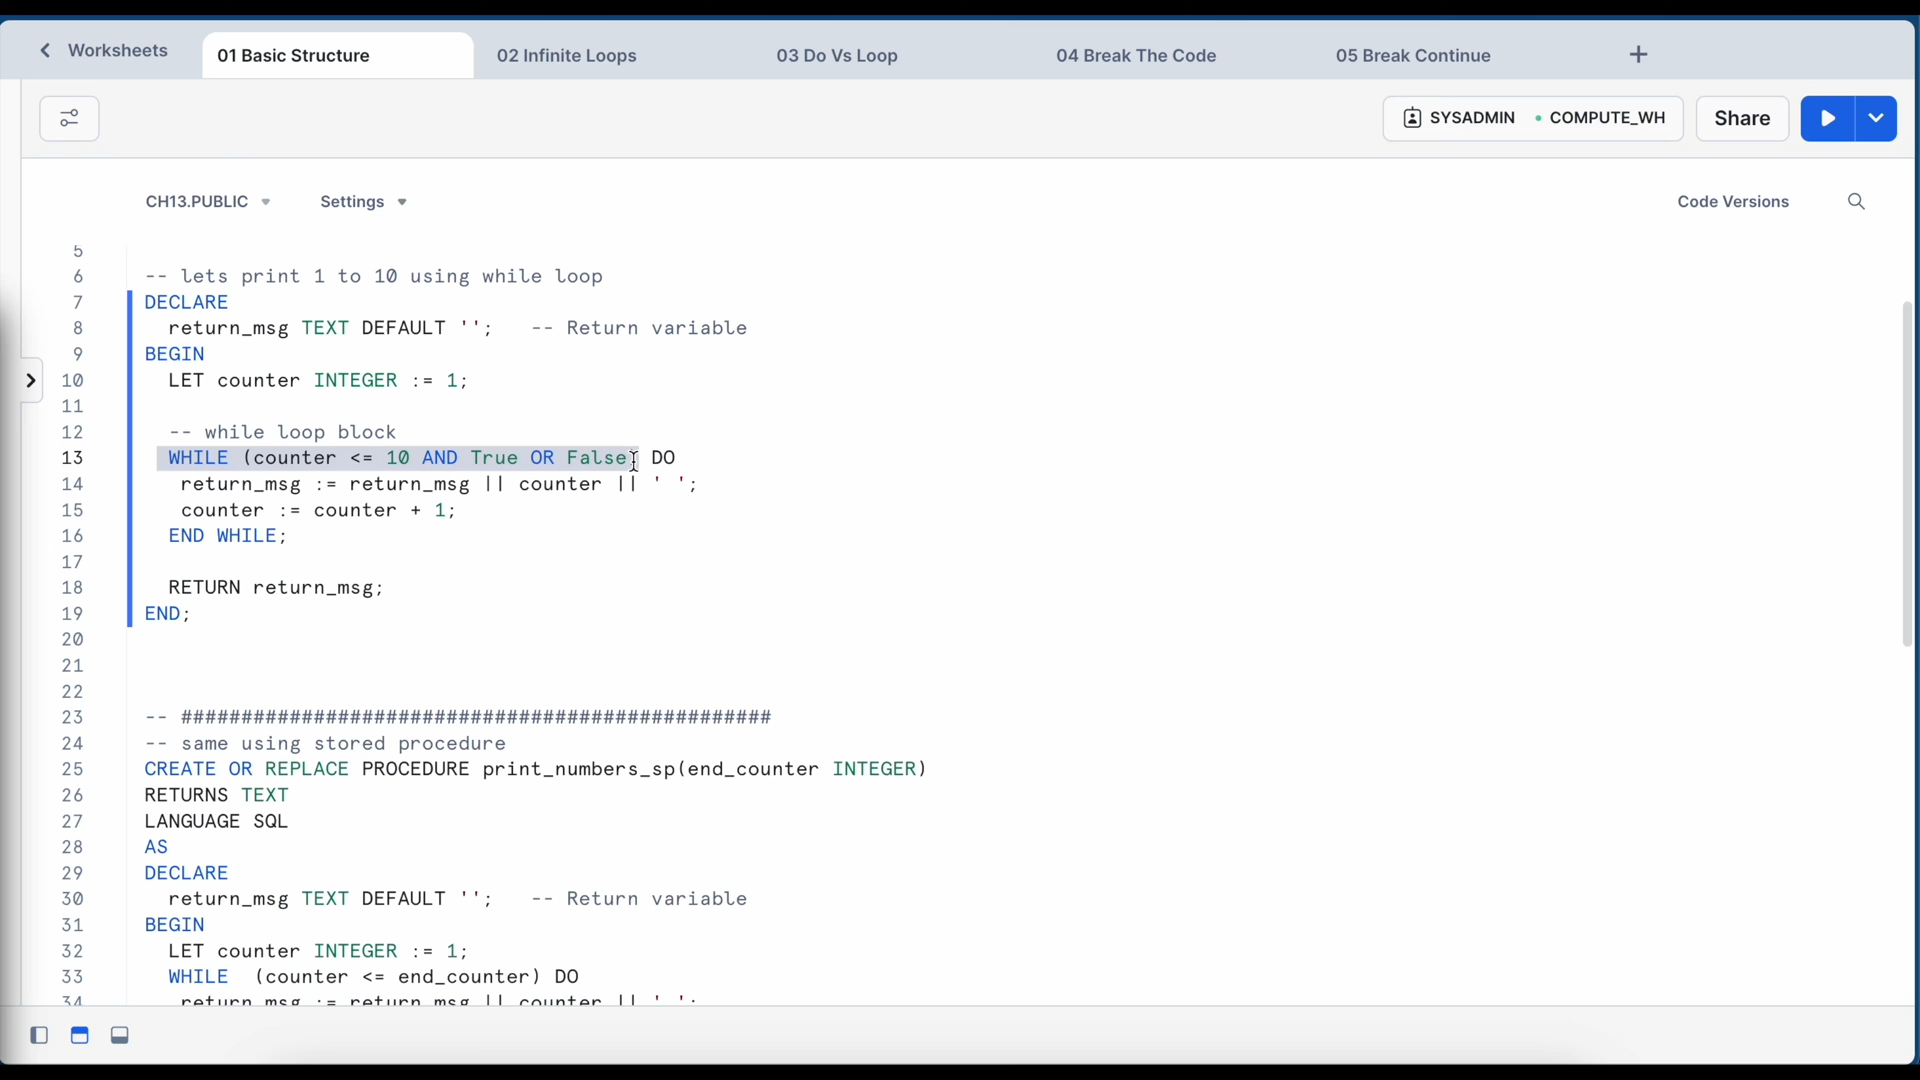 Worksheets
01 Basic Structure
02 Infinite Loops
03 Do Vs Loop
04 Break The Code
05 Break Continue
+
SYSADMIN • COMPUTE_WH
Share
CH13.PUBLIC
Settings
Code Versions
5
6 -- lets print 1 to 10 using while loop
7 DECLARE
8 return_msg TEXT DEFAULT ''; -- Return variable
9 BEGIN
10 LET counter INTEGER := 1;
11
12 -- while loop block
13 WHILE (counter <= 10 AND True OR False) DO
14 return_msg := return_msg || counter || ' ';
15 counter := counter + 1;
16 END WHILE;
17
18 RETURN return_msg;
19 END;
20
21
22
23 -- #################################################
24 -- same using stored procedure
25 CREATE OR REPLACE PROCEDURE print_numbers_sp(end_counter INTEGER)
26 RETURNS TEXT
27 LANGUAGE SQL
28 AS
29 DECLARE
30 return_msg TEXT DEFAULT ''; -- Return variable
31 BEGIN
32 LET counter INTEGER := 1;
33 WHILE (counter <= end_counter) DO
34 return_msg := return_msg || counter || ' ';